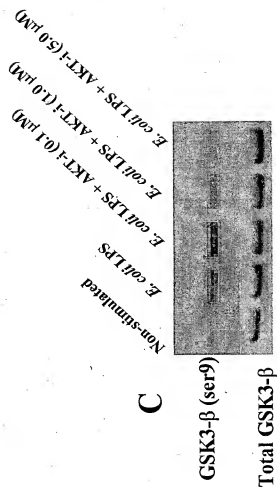 C
Non-stimulated
E. coli LPS
E. coli LPS + AKT-i (0.1 µM)
E. coli LPS + AKT-i (1.0 µM)
E. coli LPS + AKT-i (5.0 µM)
GSK3-β (ser9)
Total GSK3-β